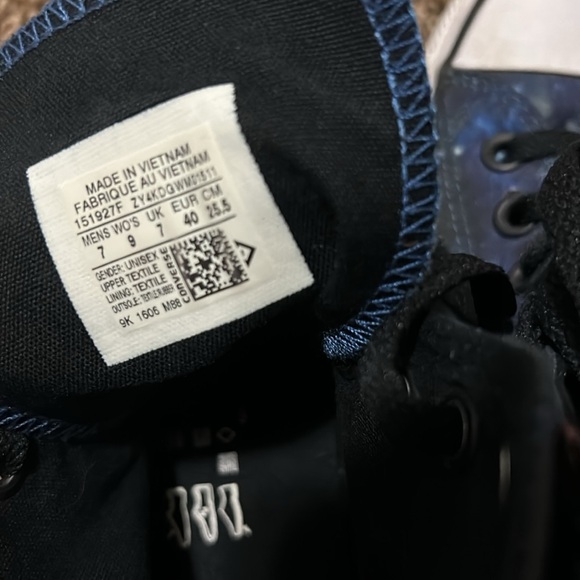 MADE IN VIETNAM
FABRIQUE AU VIETNAM
151927F ZY4KDGWM01511
MENS WO'S UK EUR CM
7 9 7 40 25.5
GENDER: UNISEX
UPPER TEXTILE
LINING: TEXTILE
OUTSOLE: TEXTILE/RUBBER
CONVERSE
9K 1606 M88